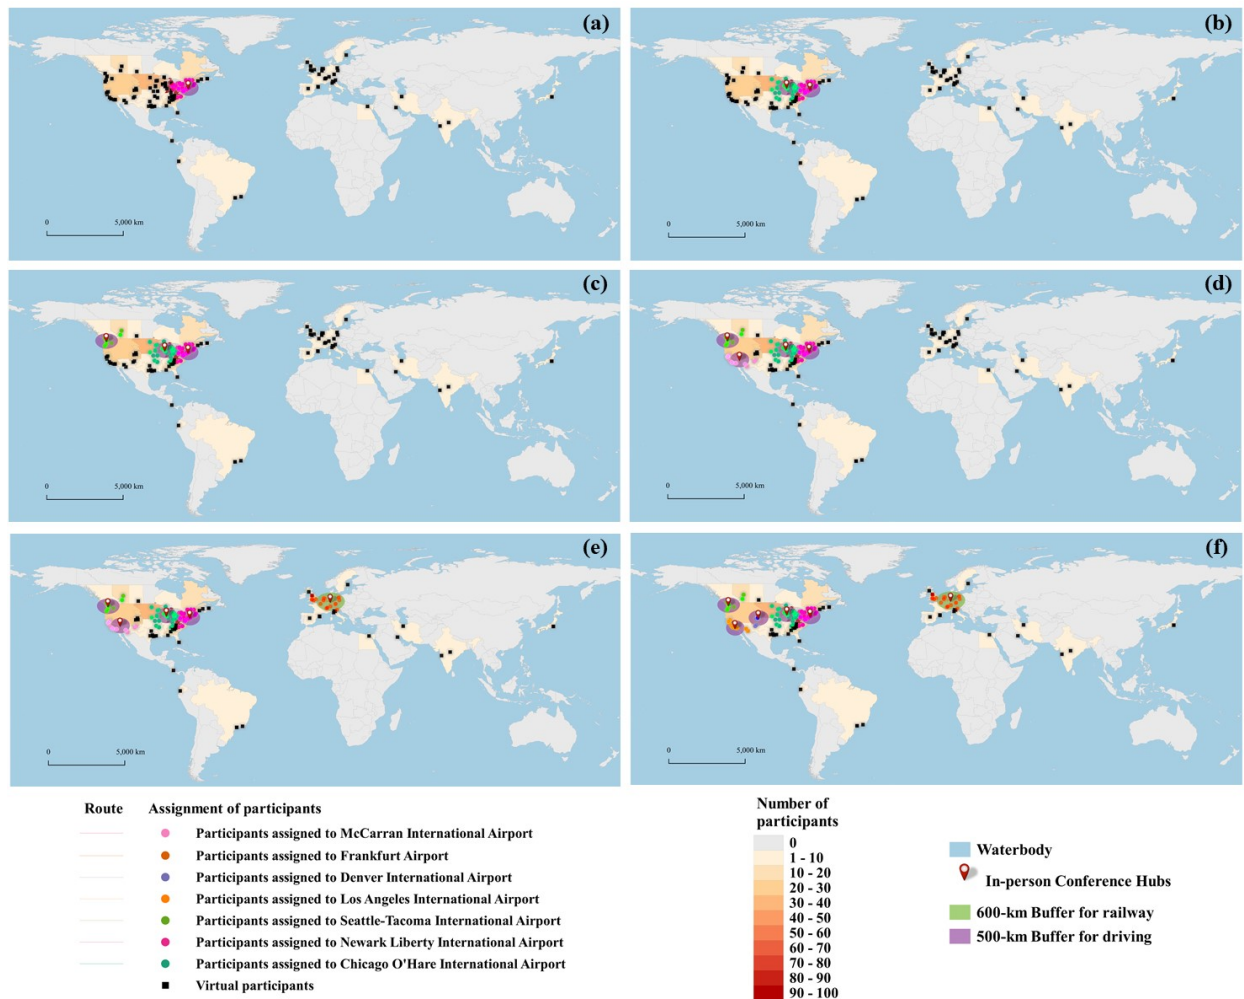 (a)
(b)
0
5,000 km
0
5,000 km
(c)
(d)
0
5,000 km
0
5,000 km
(e)
(f)
0
5,000 km
0
5,000 km
Route
Assignment of participants
Participants assigned to McCarran International Airport
Participants assigned to Frankfurt Airport
Participants assigned to Denver International Airport
Participants assigned to Los Angeles International Airport
Participants assigned to Seattle-Tacoma International Airport
Participants assigned to Newark Liberty International Airport
Participants assigned to Chicago O'Hare International Airport
Virtual participants
Number of
participants
0
1 - 10
10 - 20
20 - 30
30 - 40
40 - 50
50 - 60
60 - 70
70 - 80
80 - 90
90 - 100
Waterbody
In-person Conference Hubs
600-km Buffer for railway
500-km Buffer for driving